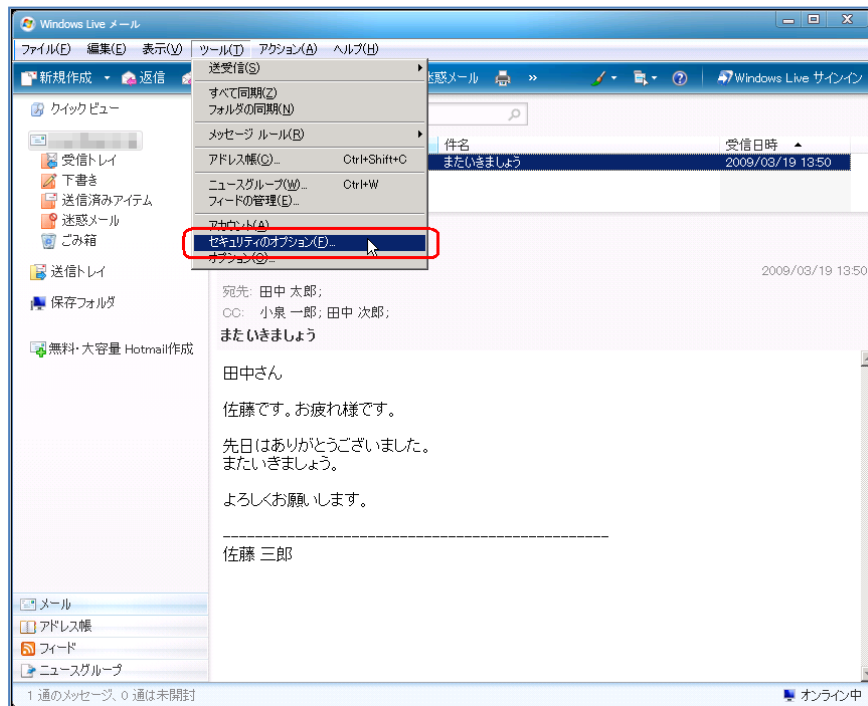 Windows Live メール
ファイル(F) 編集(E) 表示(V) ツール(T) アクション(A) ヘルプ(H)
新規作成 返信 迷惑メール » Windows Live サインイン
送受信(S)
すべて同期(Z)
フォルダの同期(N)
メッセージ ルール(R)
アドレス帳(C)... Ctrl+Shift+C
ニュースグループ(W)... Ctrl+W
フィードの管理(E)...
アカウント(A)...
セキュリティのオプション(F)...
オプション(O)...
クイック ビュー
受信トレイ
下書き
送信済みアイテム
迷惑メール
ごみ箱
送信トレイ
保存フォルダ
無料・大容量 Hotmail作成
件名 受信日時
またいきましょう 2009/03/19 13:50
2009/03/19 13:50
宛先: 田中 太郎;
CC: 小泉 一郎; 田中 次郎;
またいきましょう
田中さん
佐藤です。お疲れ様です。
先日はありがとうございました。
またいきましょう。
よろしくお願いします。
------------------------------------------------
佐藤 三郎
メール
アドレス帳
フィード
ニュースグループ
1 通のメッセージ、0 通は未開封 オンライン中